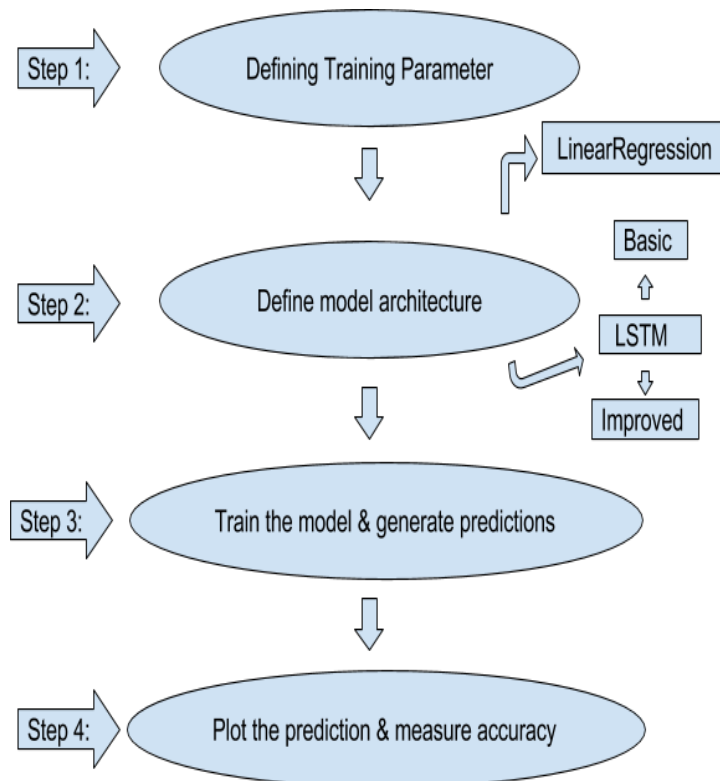 Step 1:
Defining Training Parameter
LinearRegression
Basic
Step 2:
Define model architecture
LSTM
Improved
Step 3:
Train the model & generate predictions
Step 4:
Plot the prediction & measure accuracy